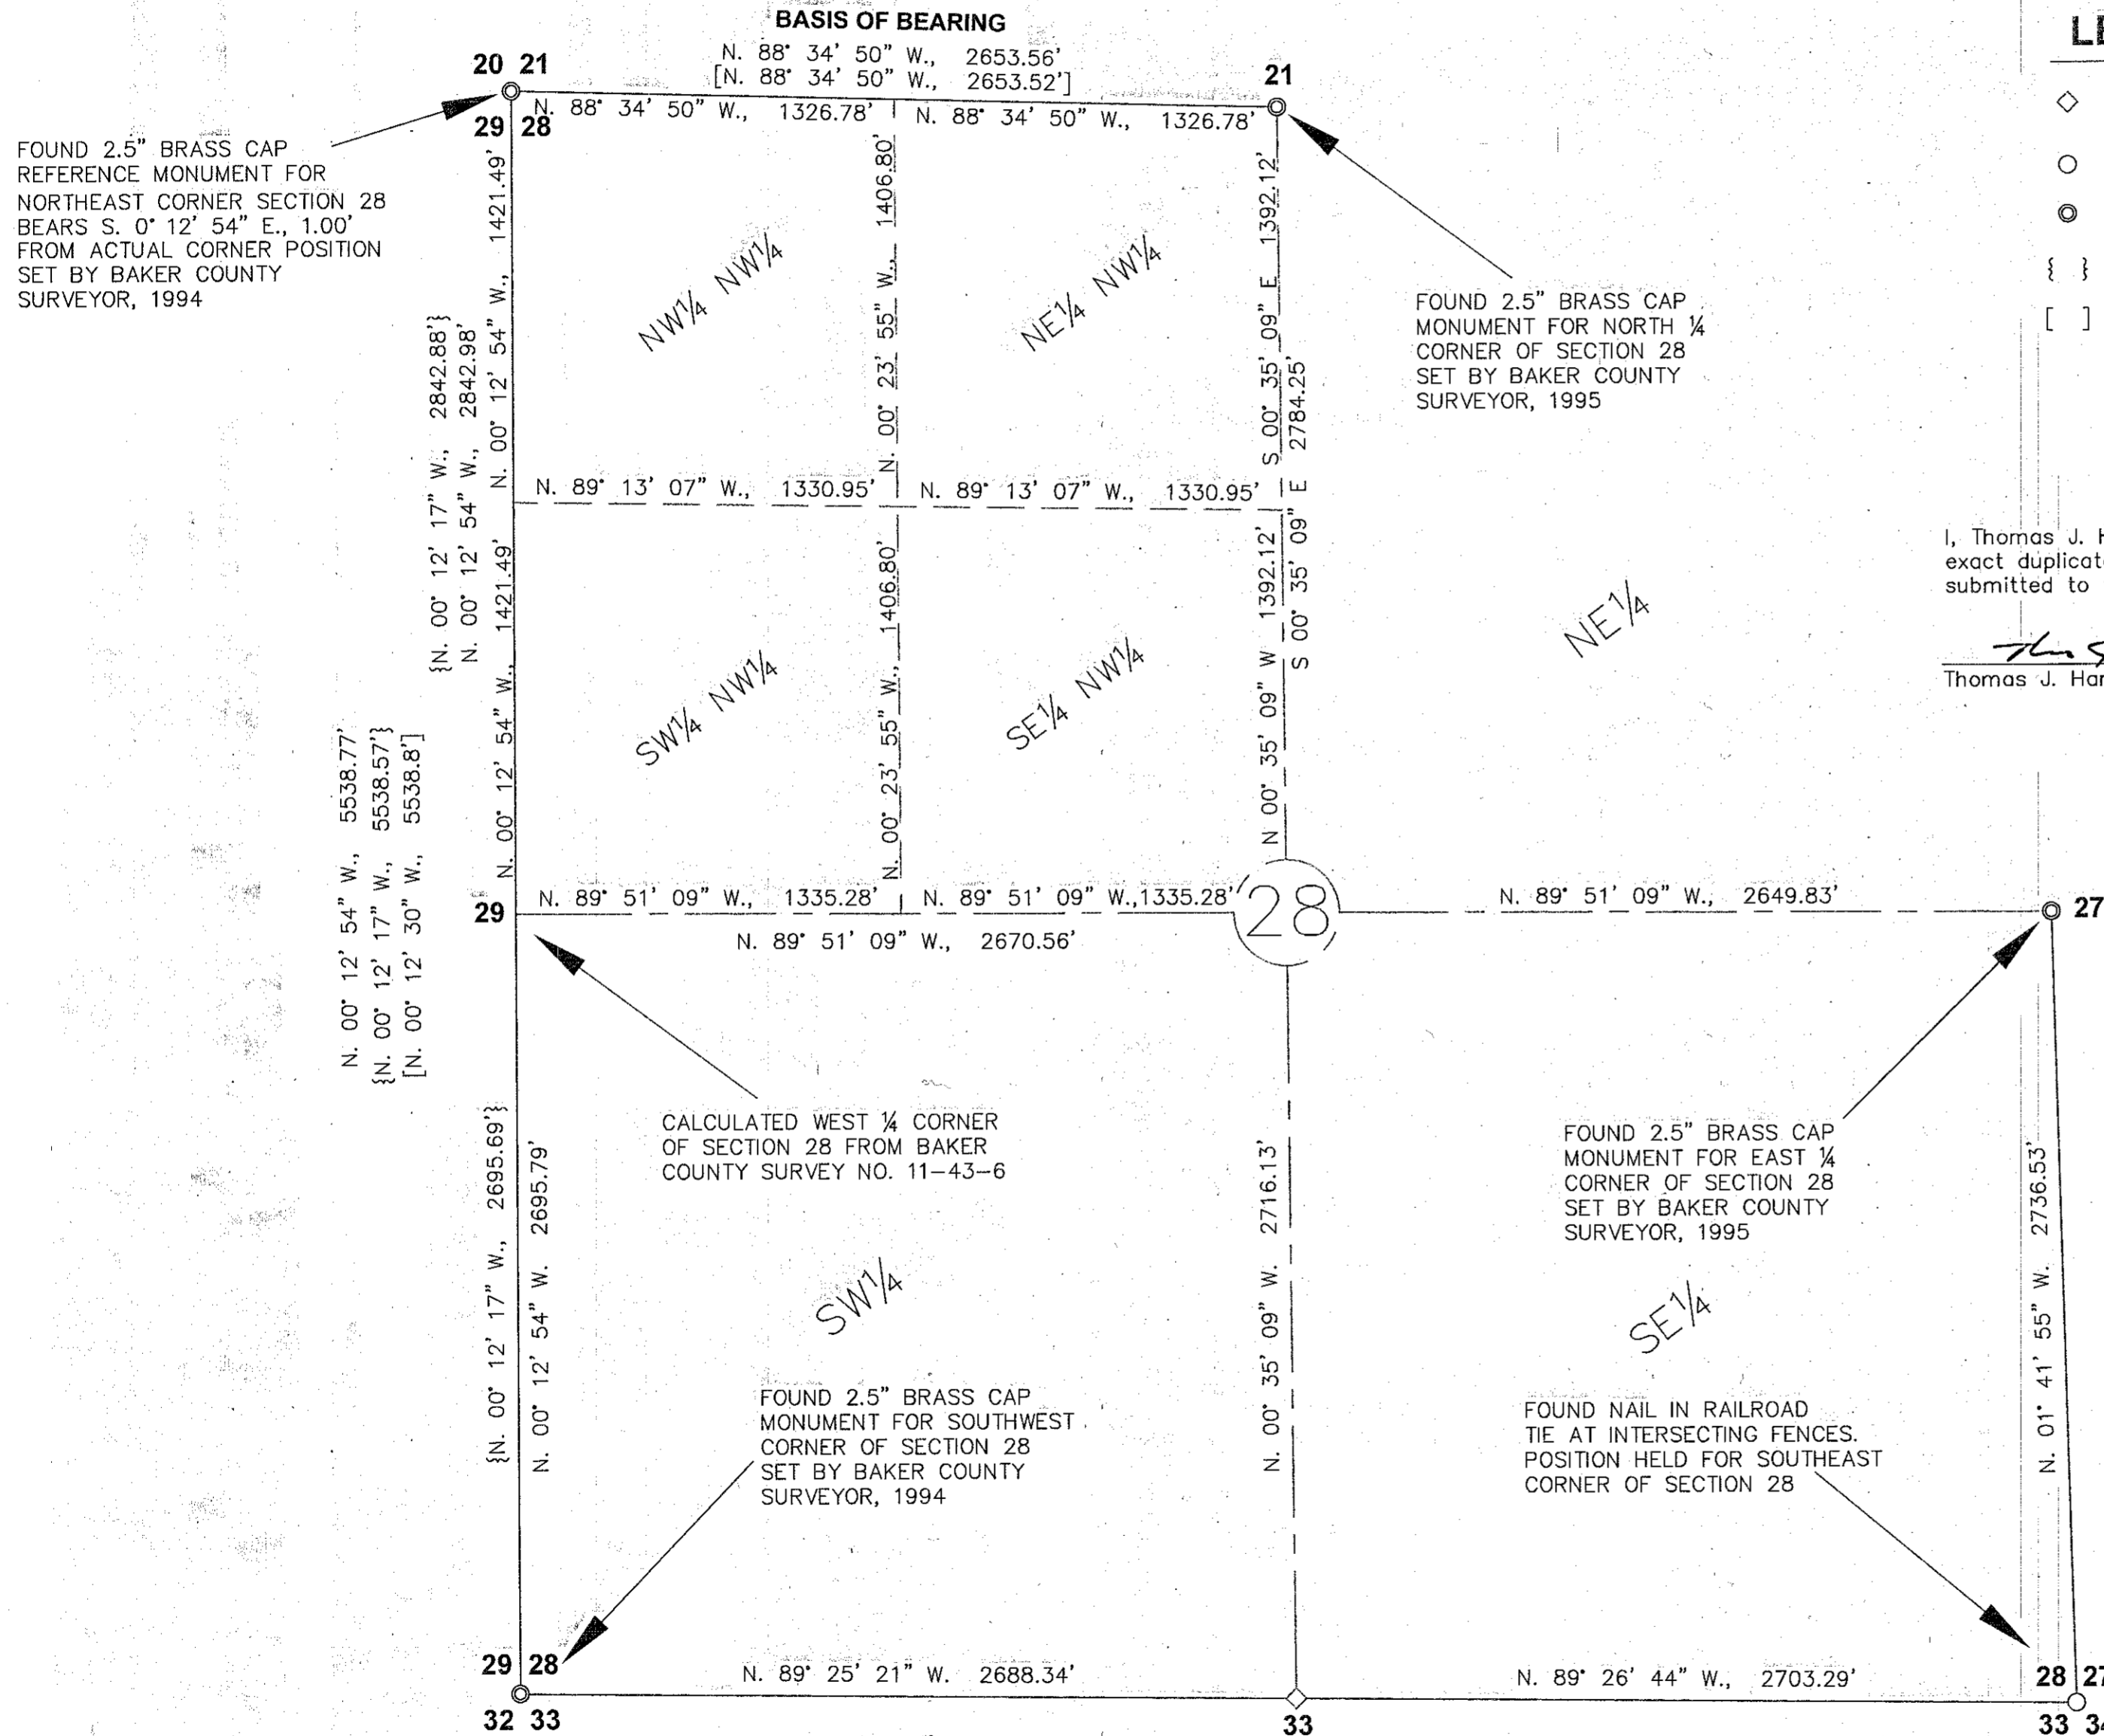 BASIS OF BEARING
N. 88° 34' 50" W., 2653.56'
[N. 88° 34' 50" W., 2653.52']
20 21
21
N. 88° 34' 50" W., 1326.78'
N. 88° 34' 50" W., 1326.78'
29 28
FOUND 2.5" BRASS CAP
REFERENCE MONUMENT FOR
NORTHEAST CORNER SECTION 28
BEARS S. 0° 12' 54" E., 1.00'
FROM ACTUAL CORNER POSITION
SET BY BAKER COUNTY
SURVEYOR, 1994
LE
{ }
[ ]
FOUND 2.5" BRASS CAP
MONUMENT FOR NORTH ¼
CORNER OF SECTION 28
SET BY BAKER COUNTY
SURVEYOR, 1995
N. 00° 12' 54" W., 1421.49'
N. 00° 23' 55" W., 1406.80'
S 00° 35' 09" E 1392.12'
S 00° 35' 09" E 2784.25'
NW¼ NW¼
NE¼ NW¼
{N. 00° 12' 17" W., 2842.88'}
N. 00° 12' 54" W., 2842.98'
N. 89° 13' 07" W., 1330.95'
N. 89° 13' 07" W., 1330.95'
N. 00° 12' 54" W., 1421.49'
N. 00° 23' 55" W., 1406.80'
N 00° 35' 09" W 1392.12'
SW¼ NW¼
SE¼ NW¼
NE¼
I, Thomas J. H
exact duplicat
submitted to
Thomas J. Har
N. 00° 12' 54" W., 5538.77'
{N. 00° 12' 17" W., 5538.57'}
[N. 00° 12' 30" W., 5538.8']
29
N. 89° 51' 09" W., 1335.28'
N. 89° 51' 09" W., 1335.28'
28
N. 89° 51' 09" W., 2649.83'
27
N. 89° 51' 09" W., 2670.56'
CALCULATED WEST ¼ CORNER
OF SECTION 28 FROM BAKER
COUNTY SURVEY NO. 11-43-6
FOUND 2.5" BRASS CAP
MONUMENT FOR EAST ¼
CORNER OF SECTION 28
SET BY BAKER COUNTY
SURVEYOR, 1995
{N. 00° 12' 17" W., 2695.69'}
N. 00° 12' 54" W. 2695.79'
N. 00° 35' 09" W. 2716.13'
N. 01° 41' 55" W. 2736.53'
SW¼
SE¼
FOUND 2.5" BRASS CAP
MONUMENT FOR SOUTHWEST
CORNER OF SECTION 28
SET BY BAKER COUNTY
SURVEYOR, 1994
FOUND NAIL IN RAILROAD
TIE AT INTERSECTING FENCES.
POSITION HELD FOR SOUTHEAST
CORNER OF SECTION 28
29 28
N. 89° 25' 21" W. 2688.34'
N. 89° 26' 44" W., 2703.29'
28 27
32 33
33
33 34